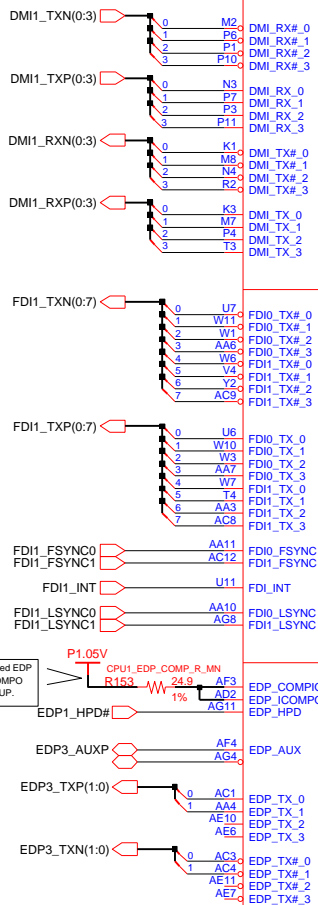 DMI1_TXN(0:3) 0 M2 DMI_RX#_0
1 P6 DMI_RX#_1
2 P1 DMI_RX#_2
3 P10 DMI_RX#_3
DMI1_TXP(0:3) 0 N3 DMI_RX_0
1 P7 DMI_RX_1
2 P3 DMI_RX_2
3 P11 DMI_RX_3
DMI1_RXN(0:3) 0 K1 DMI_TX#_0
1 M8 DMI_TX#_1
2 N4 DMI_TX#_2
3 R2 DMI_TX#_3
DMI1_RXP(0:3) 0 K3 DMI_TX_0
1 M7 DMI_TX_1
2 P4 DMI_TX_2
3 T3 DMI_TX_3
FDI1_TXN(0:7) 0 U7 FDI0_TX#_0
1 W11 FDI0_TX#_1
2 W1 FDI0_TX#_2
3 AA6 FDI0_TX#_3
4 W6 FDI1_TX#_0
5 V4 FDI1_TX#_1
6 Y2 FDI1_TX#_2
7 AC9 FDI1_TX#_3
FDI1_TXP(0:7) 0 U6 FDI0_TX_0
1 W10 FDI0_TX_1
2 W3 FDI0_TX_2
3 AA7 FDI0_TX_3
4 W7 FDI1_TX_0
5 T4 FDI1_TX_1
6 AA3 FDI1_TX_2
7 AC8 FDI1_TX_3
FDI1_FSYNC0 AA11 FDI0_FSYNC
FDI1_FSYNC1 AC12 FDI1_FSYNC
FDI1_INT U11 FDI_INT
FDI1_LSYNC0 AA10 FDI0_LSYNC
FDI1_LSYNC1 AG8 FDI1_LSYNC
P1.05V
ed EDP
MPO
UP.
CPU1_EDP_COMP_R_MN
R153 24.9 AF3 EDP_COMPIO
1% AD2 EDP_ICOMPO
EDP1_HPD# AG11 EDP_HPD
EDP3_AUXP AF4 EDP_AUX
AG4
EDP3_TXP(1:0) 0 AC1 EDP_TX_0
1 AA4 EDP_TX_1
AE10 EDP_TX_2
AE6 EDP_TX_3
EDP3_TXN(1:0) 0 AC3 EDP_TX#_0
1 AC4 EDP_TX#_1
AE11 EDP_TX#_2
AE7 EDP_TX#_3